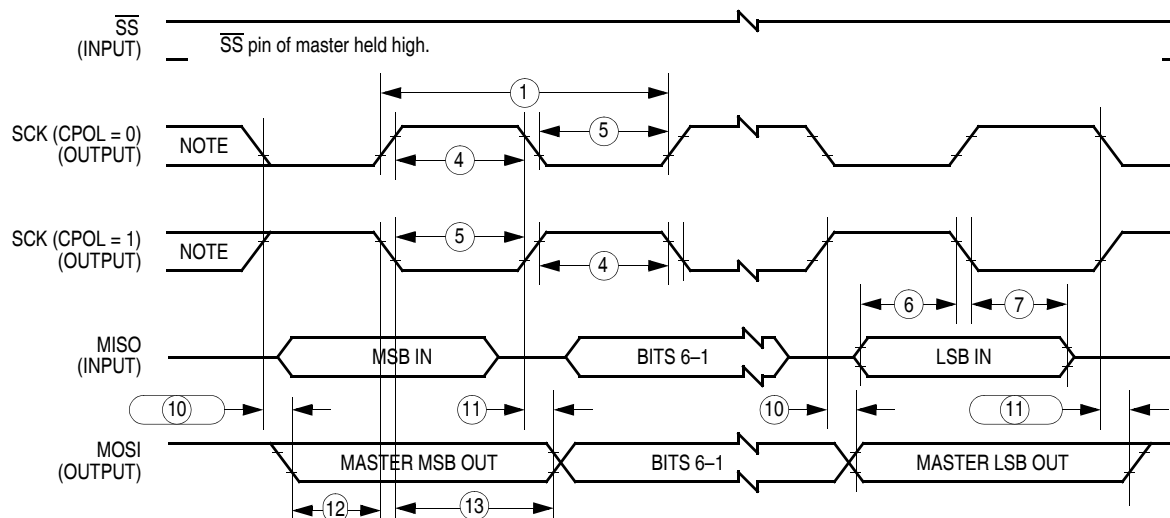 SS
(INPUT)
SS pin of master held high.
1
SCK (CPOL = 0)
(OUTPUT)
NOTE
5
4
SCK (CPOL = 1)
(OUTPUT)
NOTE
5
4
6
7
MISO
(INPUT)
MSB IN
BITS 6–1
LSB IN
10
11
10
11
MOSI
(OUTPUT)
MASTER MSB OUT
BITS 6–1
MASTER LSB OUT
12
13